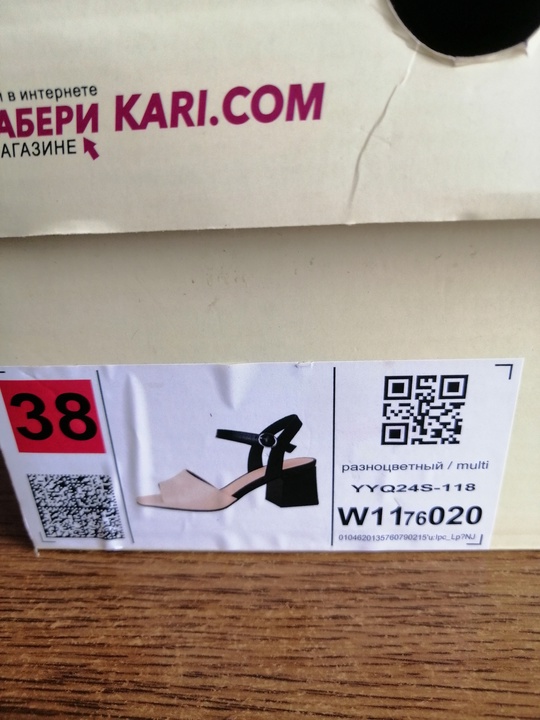 в интернете
АБЕРИ KARI.COM
АГАЗИНЕ
38
разноцветный / multi
YYQ24S-118
W1176020
0104620135760790215'u:lpc_Lp?NJ